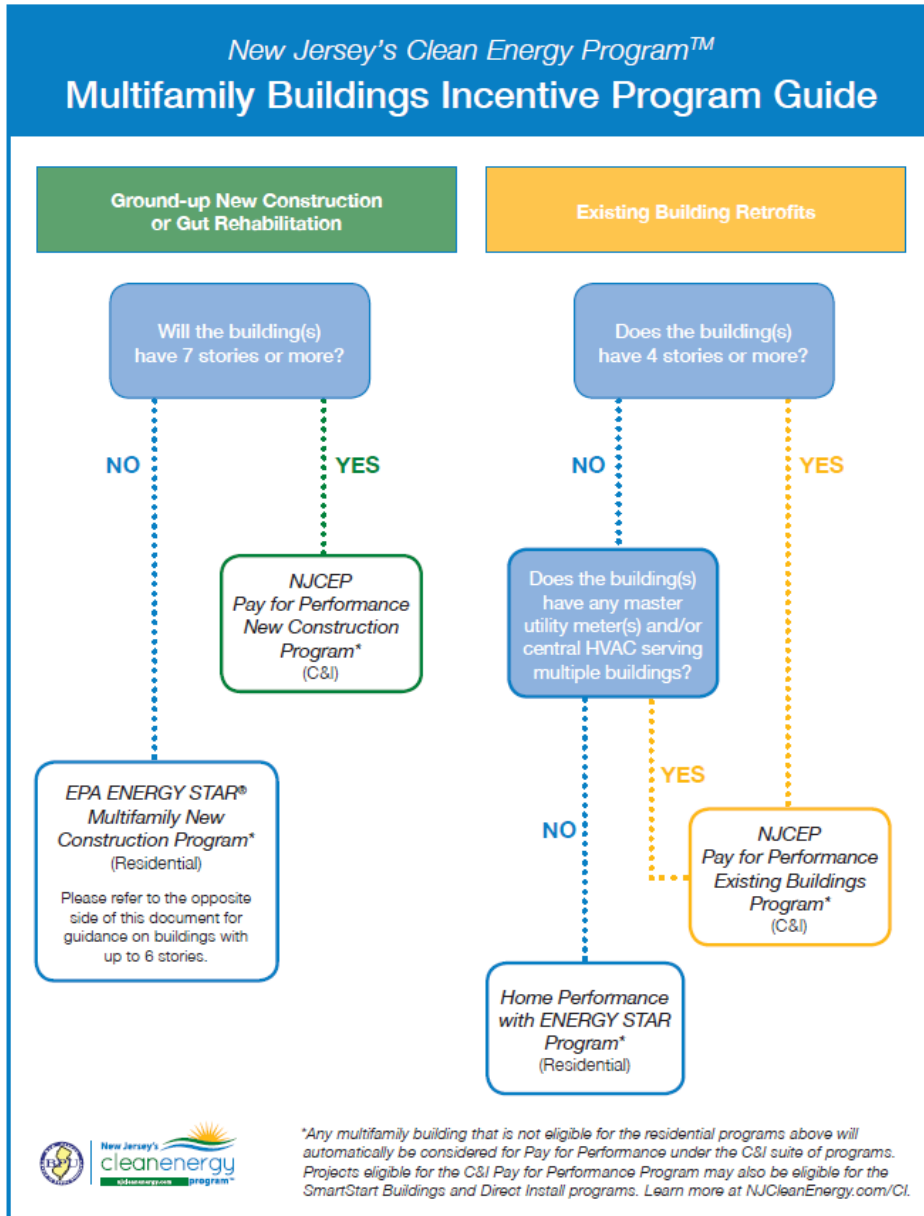 New Jersey's Clean Energy Program™
Multifamily Buildings Incentive Program Guide
Ground-up New Construction
or Gut Rehabilitation
Existing Building Retrofits
Will the building(s)
have 7 stories or more?
Does the building(s)
have 4 stories or more?
NO
YES
NO
YES
NJCEP
Pay for Performance
New Construction
Program*
(C&I)
Does the building(s)
have any master
utility meter(s) and/or
central HVAC serving
multiple buildings?
YES
NO
EPA ENERGY STAR®
Multifamily New
Construction Program*
(Residential)
Please refer to the opposite
side of this document for
guidance on buildings with
up to 6 stories.
NJCEP
Pay for Performance
Existing Buildings
Program*
(C&I)
Home Performance
with ENERGY STAR
Program*
(Residential)
BPU
New Jersey's
cleanenergy
njcleanenergy.com
program™
*Any multifamily building that is not eligible for the residential programs above will
automatically be considered for Pay for Performance under the C&I suite of programs.
Projects eligible for the C&I Pay for Performance Program may also be eligible for the
SmartStart Buildings and Direct Install programs. Learn more at NJCleanEnergy.com/CI.